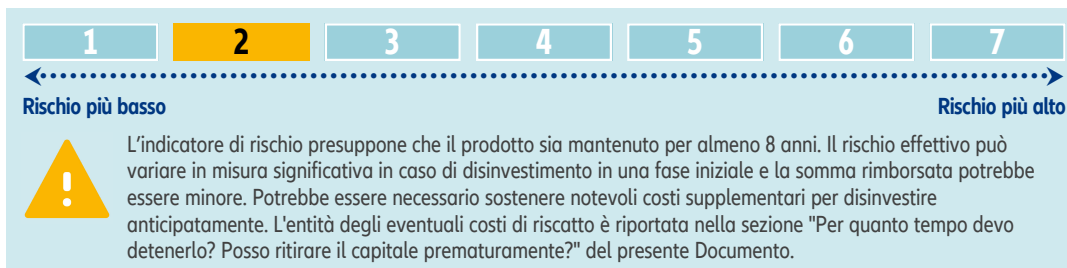 1 2 3 4 5 6 7
Rischio più basso Rischio più alto
L'indicatore di rischio presuppone che il prodotto sia mantenuto per almeno 8 anni. Il rischio effettivo può
variare in misura significativa in caso di disinvestimento in una fase iniziale e la somma rimborsata potrebbe
essere minore. Potrebbe essere necessario sostenere notevoli costi supplementari per disinvestire
anticipatamente. L'entità degli eventuali costi di riscatto è riportata nella sezione "Per quanto tempo devo
detenerlo? Posso ritirare il capitale prematuramente?" del presente Documento.